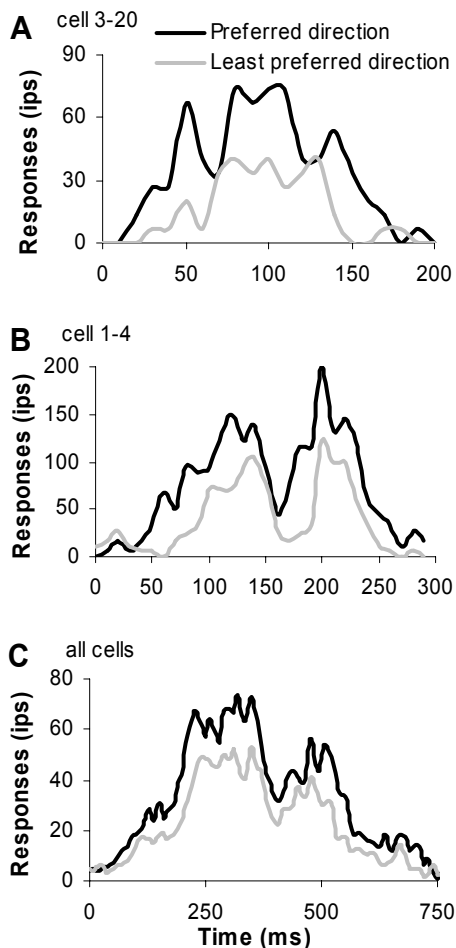 A cell 3-20
Preferred direction
Least preferred direction
Responses (ips)
90
60
30
0
0 50 100 150 200
B cell 1-4
Responses (ips)
200
150
100
50
0
0 50 100 150 200 250 300
C all cells
Responses (ips)
80
60
40
20
0
0 250 500 750
Time (ms)